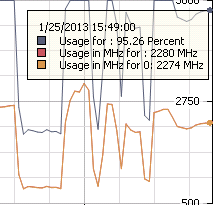 1/25/2013 15:49:00
Usage for : 95.26 Percent
Usage in MHz for : 2280 MHz
Usage in MHz for 0: 2274 MHz
2750
500